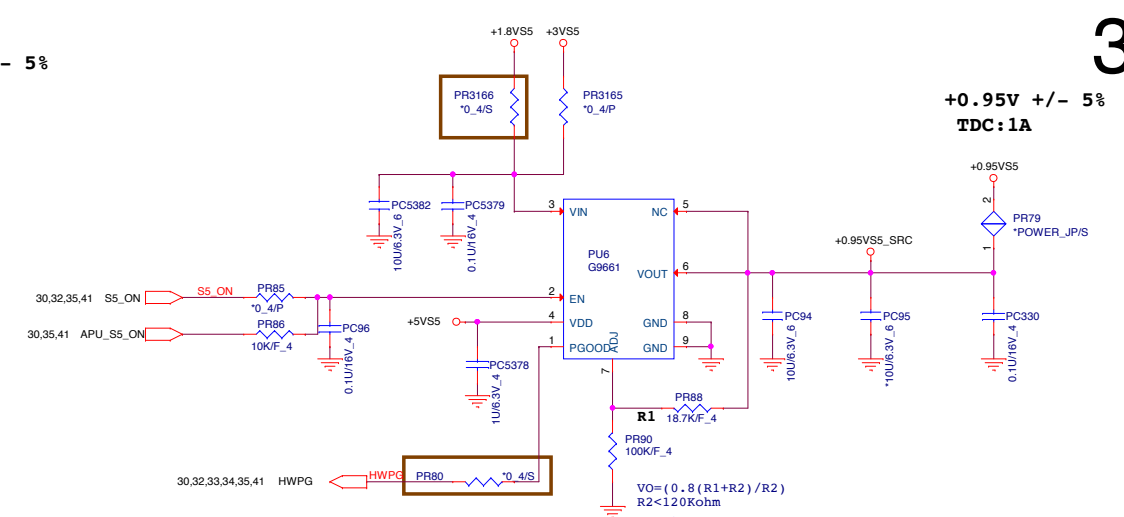 - 5%
+1.8VS5 +3VS5
3
+0.95V +/- 5%
TDC:1A
PR3166
*0_4/S
PR3165
*0_4/P
+0.95VS5
2
PR79
*POWER_JP/S
1
PC5382
10U/6.3V_6
PC5379
0.1U/16V_4
3 VIN
NC 5
PU6
G9661
+0.95VS5_SRC
VOUT 6
30,32,35,41 S5_ON
S5_ON
PR85
*0_4/P
2 EN
30,35,41 APU_S5_ON
PR86
10K/F_4
PC96
0.1U/16V_4
+5VS5
4 VDD
GND 8
1 PGOOD
GND 9
ADJ
7
PC5378
1U/6.3V_4
PC94
10U/6.3V_6
PC95
*10U/6.3V_6
PC330
0.1U/16V_4
R1
PR88
18.7K/F_4
PR90
100K/F_4
30,32,33,34,35,41 HWPG
HWPG
PR80
*0_4/S
VO=(0.8(R1+R2)/R2)
R2<120Kohm